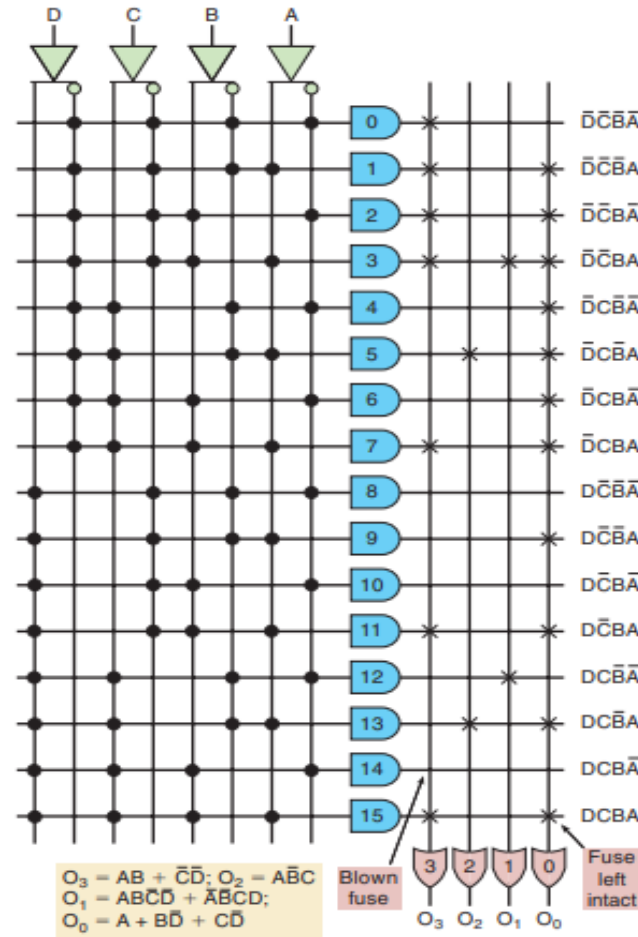 D C B A
0 D̄C̄B̄Ā
1 D̄C̄B̄A
2 D̄C̄BĀ
3 D̄C̄BA
4 D̄CB̄Ā
5 D̄CB̄A
6 D̄CBĀ
7 D̄CBA
8 DC̄B̄Ā
9 DC̄B̄A
10 DC̄BĀ
11 DC̄BA
12 DCB̄Ā
13 DCB̄A
14 DCBĀ
15 DCBA
O₃ = AB + C̄D̄; O₂ = AB̄C
O₁ = ABC̄D̄ + ĀB̄CD;
O₀ = A + BD̄ + CD̄
Blown
fuse
3 2 1 0
O₃ O₂ O₁ O₀
Fuse
left
intact